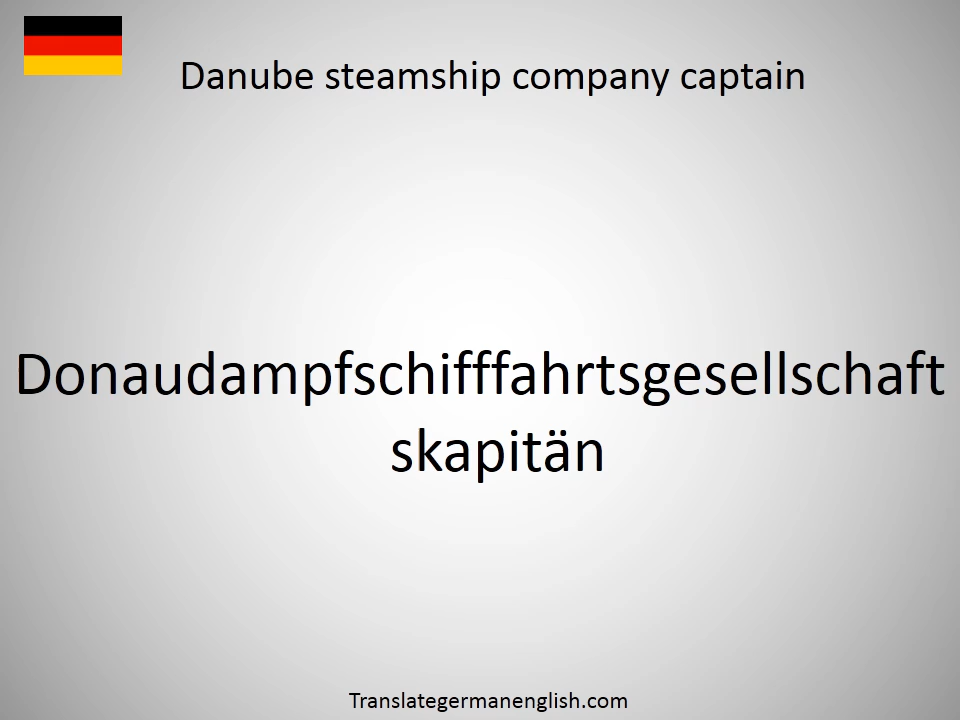 Danube steamship company captain
Donaudampfschifffahrtsgesellschaft
skapitän
Translategermanenglish.com